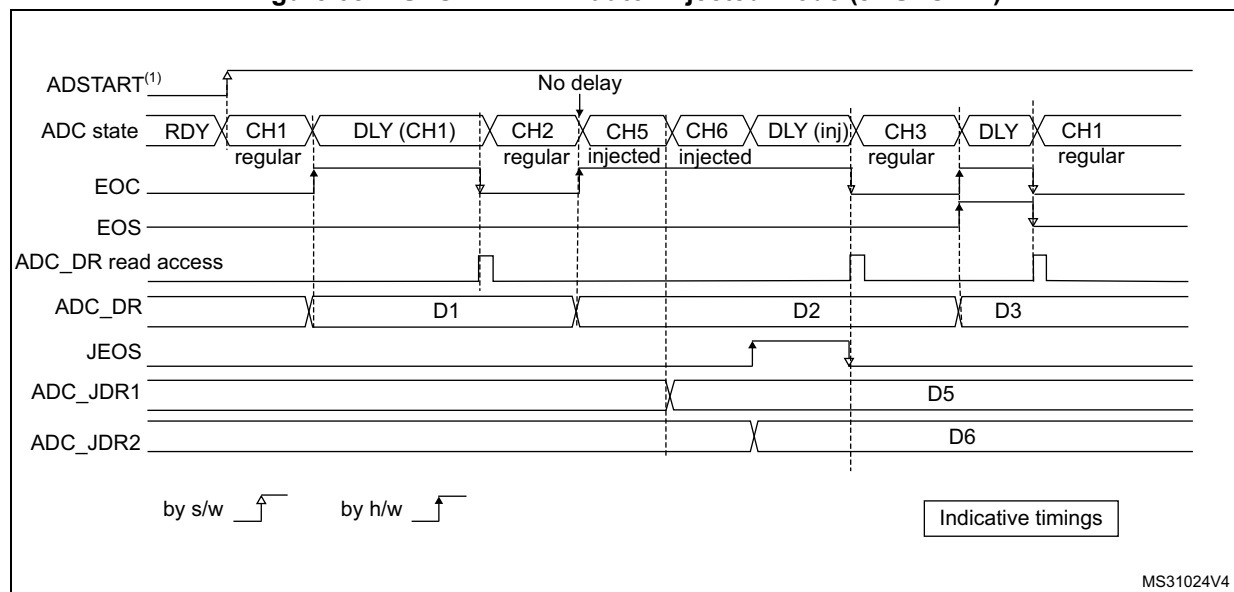 ADSTART(1)
No delay
ADC state RDY CH1 DLY (CH1) CH2 CH5 CH6 DLY (inj) CH3 DLY CH1
regular regular injected injected regular regular
EOC
EOS
ADC_DR read access
ADC_DR D1 D2 D3
JEOS
ADC_JDR1 D5
ADC_JDR2 D6
by s/w by h/w Indicative timings
MS31024V4